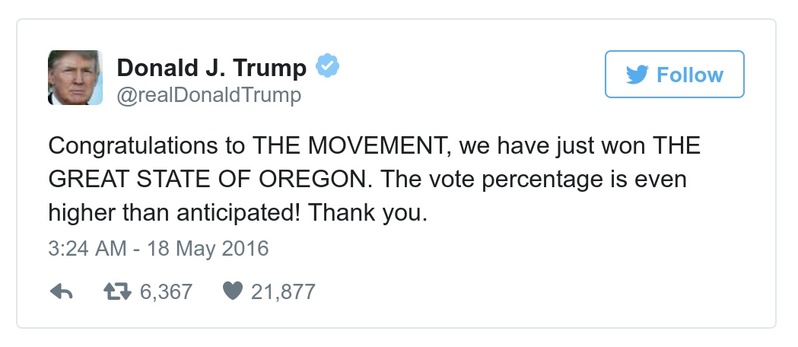 Donald J. Trump
@realDonaldTrump
Follow
Congratulations to THE MOVEMENT, we have just won THE
GREAT STATE OF OREGON. The vote percentage is even
higher than anticipated! Thank you.
3:24 AM - 18 May 2016
6,367 21,877